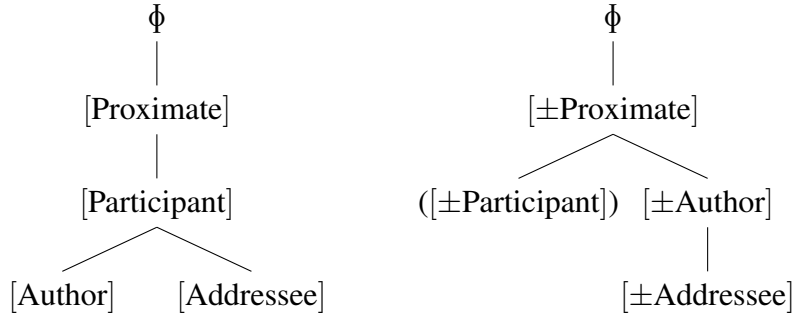 ϕ ϕ
[Proximate] [±Proximate]
[Participant] ([±Participant]) [±Author]
[Author] [Addressee] [±Addressee]